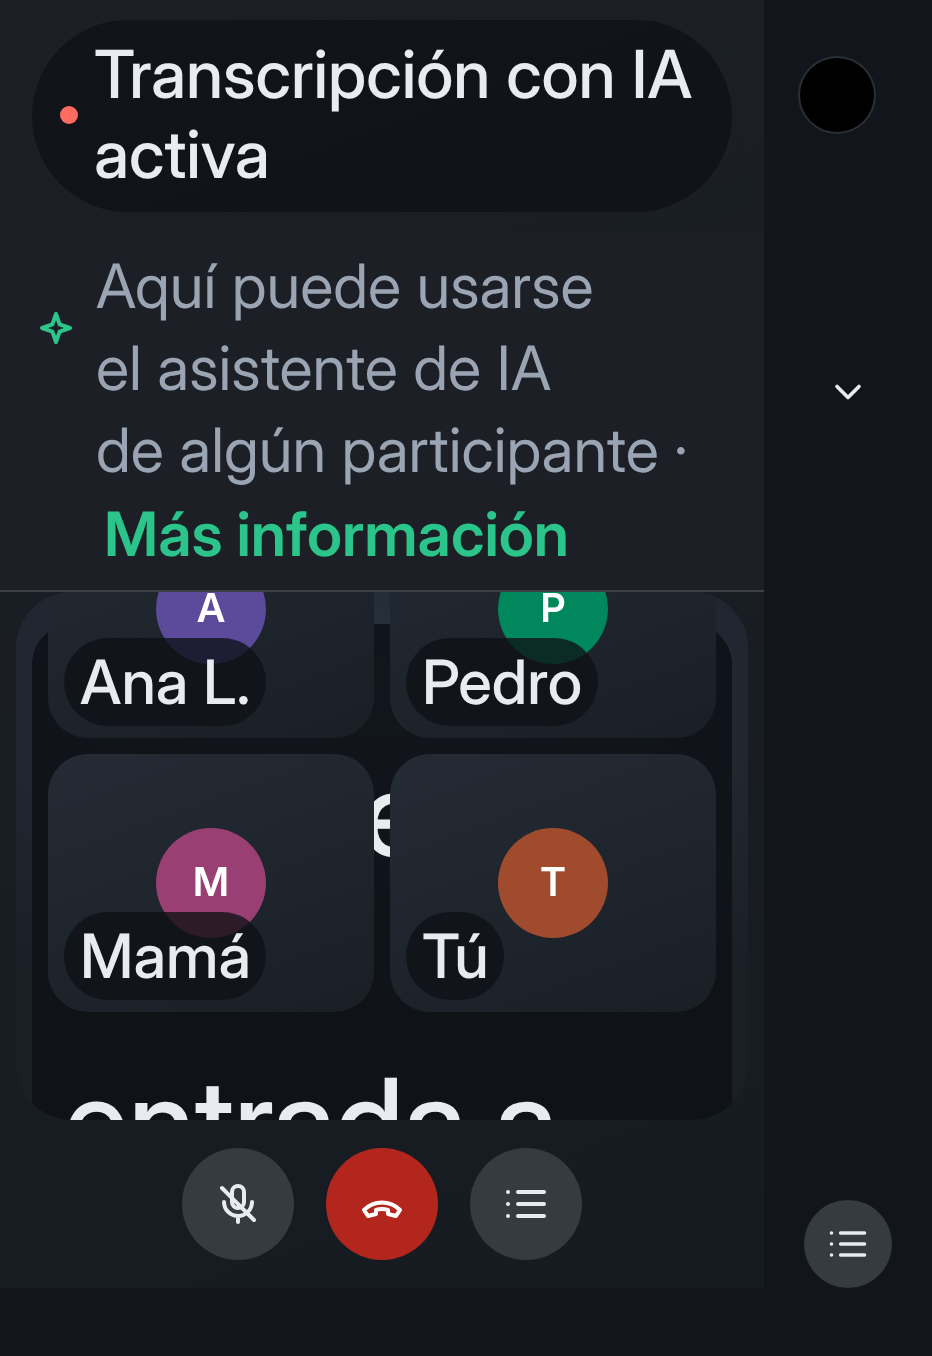 Transcripción con IA
activa
Aquí puede usarse
el asistente de IA
de algún participante ·
Más información
A
P
Ana L.
Pedro
M
T
Mamá
Tú